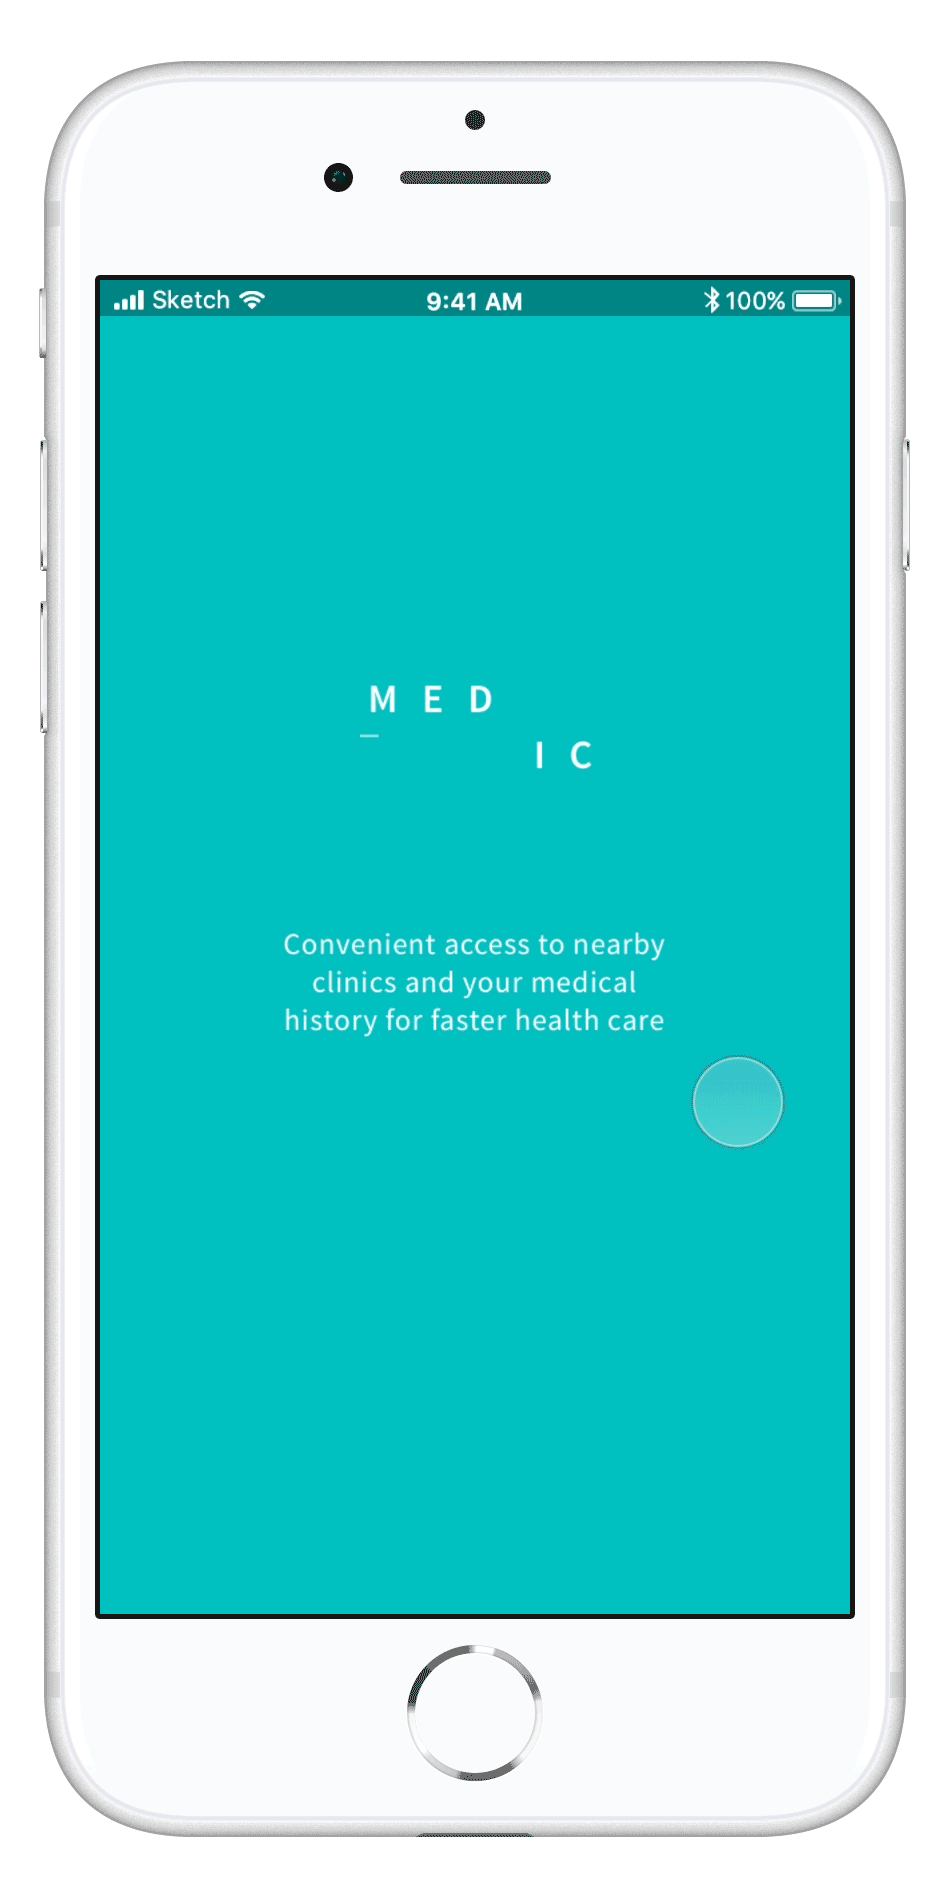 Sketch 9:41 AM 100%
M E D
I C
Convenient access to nearby
clinics and your medical
history for faster health care